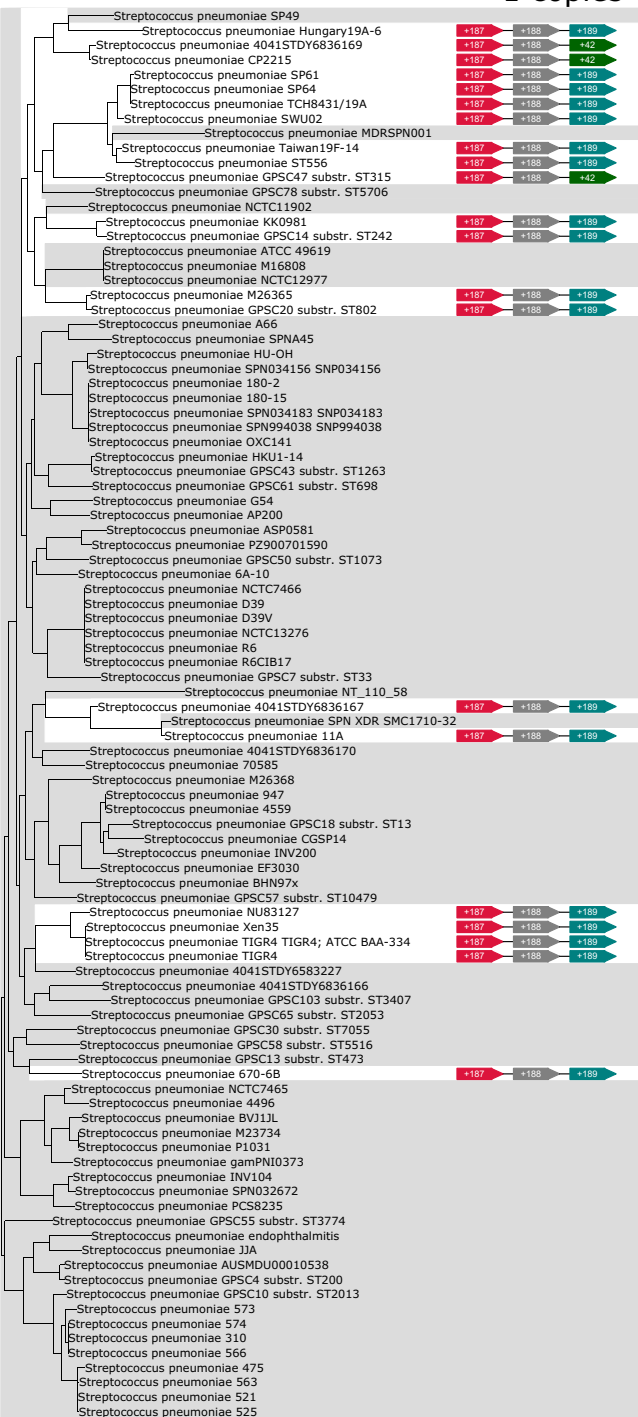 Streptococcus pneumoniae SP49
Streptococcus pneumoniae Hungary19A-6 +187 +188 +189
Streptococcus pneumoniae 4041STDY6836169 +187 +188 +42
Streptococcus pneumoniae CP2215 +187 +188 +42
Streptococcus pneumoniae SP61 +187 +188 +189
Streptococcus pneumoniae SP64 +187 +188 +189
Streptococcus pneumoniae TCH8431/19A +187 +188 +189
Streptococcus pneumoniae SWU02 +187 +188 +189
Streptococcus pneumoniae MDRSPN001
Streptococcus pneumoniae Taiwan19F-14 +187 +188 +189
Streptococcus pneumoniae ST556 +187 +188 +189
Streptococcus pneumoniae GPSC47 substr. ST315 +187 +188 +42
Streptococcus pneumoniae GPSC78 substr. ST5706
Streptococcus pneumoniae NCTC11902
Streptococcus pneumoniae KK0981 +187 +188 +189
Streptococcus pneumoniae GPSC14 substr. ST242 +187 +188 +189
Streptococcus pneumoniae ATCC 49619
Streptococcus pneumoniae M16808
Streptococcus pneumoniae NCTC12977
Streptococcus pneumoniae M26365 +187 +188 +189
Streptococcus pneumoniae GPSC20 substr. ST802 +187 +188 +189
Streptococcus pneumoniae A66
Streptococcus pneumoniae SPNA45
Streptococcus pneumoniae HU-OH
Streptococcus pneumoniae SPN034156 SNP034156
Streptococcus pneumoniae 180-2
Streptococcus pneumoniae 180-15
Streptococcus pneumoniae SPN034183 SNP034183
Streptococcus pneumoniae SPN994038 SNP994038
Streptococcus pneumoniae OXC141
Streptococcus pneumoniae HKU1-14
Streptococcus pneumoniae GPSC43 substr. ST1263
Streptococcus pneumoniae GPSC61 substr. ST698
Streptococcus pneumoniae G54
Streptococcus pneumoniae AP200
Streptococcus pneumoniae ASP0581
Streptococcus pneumoniae PZ900701590
Streptococcus pneumoniae GPSC50 substr. ST1073
Streptococcus pneumoniae 6A-10
Streptococcus pneumoniae NCTC7466
Streptococcus pneumoniae D39
Streptococcus pneumoniae D39V
Streptococcus pneumoniae NCTC13276
Streptococcus pneumoniae R6
Streptococcus pneumoniae R6CIB17
Streptococcus pneumoniae GPSC7 substr. ST33
Streptococcus pneumoniae NT_110_58
Streptococcus pneumoniae 4041STDY6836167 +187 +188 +189
Streptococcus pneumoniae SPN XDR SMC1710-32
Streptococcus pneumoniae 11A +187 +188 +189
Streptococcus pneumoniae 4041STDY6836170
Streptococcus pneumoniae 70585
Streptococcus pneumoniae M26368
Streptococcus pneumoniae 947
Streptococcus pneumoniae 4559
Streptococcus pneumoniae GPSC18 substr. ST13
Streptococcus pneumoniae CGSP14
Streptococcus pneumoniae INV200
Streptococcus pneumoniae EF3030
Streptococcus pneumoniae BHN97x
Streptococcus pneumoniae GPSC57 substr. ST10479
Streptococcus pneumoniae NU83127 +187 +188 +189
Streptococcus pneumoniae Xen35 +187 +188 +189
Streptococcus pneumoniae TIGR4 TIGR4; ATCC BAA-334 +187 +188 +189
Streptococcus pneumoniae TIGR4 +187 +188 +189
Streptococcus pneumoniae 4041STDY6583227
Streptococcus pneumoniae 4041STDY6836166
Streptococcus pneumoniae GPSC103 substr. ST3407
Streptococcus pneumoniae GPSC65 substr. ST2053
Streptococcus pneumoniae GPSC30 substr. ST7055
Streptococcus pneumoniae GPSC58 substr. ST5516
Streptococcus pneumoniae GPSC13 substr. ST473
Streptococcus pneumoniae 670-6B +187 +188 +189
Streptococcus pneumoniae NCTC7465
Streptococcus pneumoniae 4496
Streptococcus pneumoniae BVJ1JL
Streptococcus pneumoniae M23734
Streptococcus pneumoniae P1031
Streptococcus pneumoniae gamPNI0373
Streptococcus pneumoniae INV104
Streptococcus pneumoniae SPN032672
Streptococcus pneumoniae PCS8235
Streptococcus pneumoniae GPSC55 substr. ST3774
Streptococcus pneumoniae endophthalmitis
Streptococcus pneumoniae JJA
Streptococcus pneumoniae AUSMDU00010538
Streptococcus pneumoniae GPSC4 substr. ST200
Streptococcus pneumoniae GPSC10 substr. ST2013
Streptococcus pneumoniae 573
Streptococcus pneumoniae 574
Streptococcus pneumoniae 310
Streptococcus pneumoniae 566
Streptococcus pneumoniae 475
Streptococcus pneumoniae 563
Streptococcus pneumoniae 521
Streptococcus pneumoniae 525